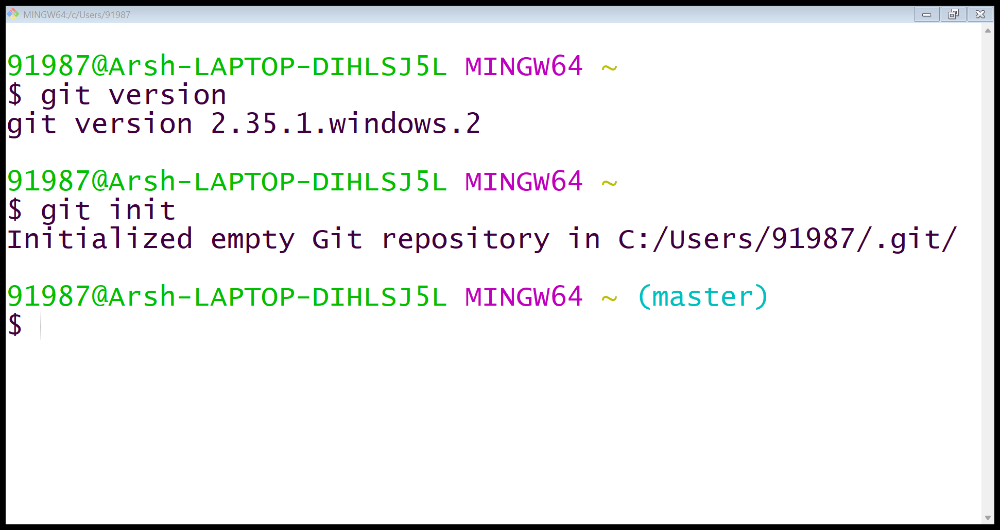 MINGW64:/c/Users/91987
91987@Arsh-LAPTOP-DIHLSJ5L MINGW64 ~
$ git version
git version 2.35.1.windows.2
91987@Arsh-LAPTOP-DIHLSJ5L MINGW64 ~
$ git init
Initialized empty Git repository in C:/Users/91987/.git/
91987@Arsh-LAPTOP-DIHLSJ5L MINGW64 ~ (master)
$